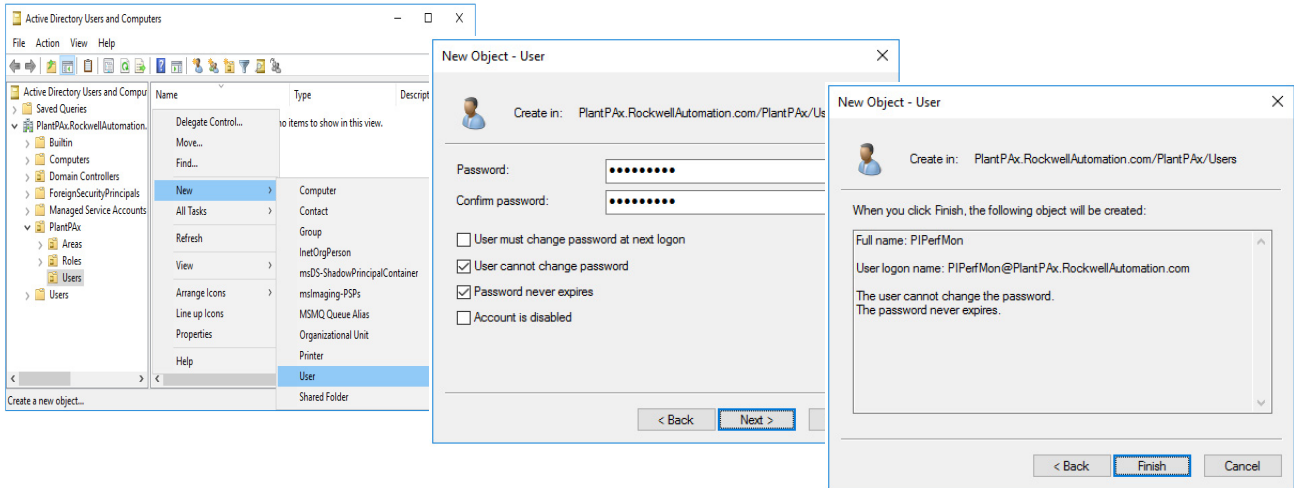 Active Directory Users and Computers
File Action View Help
Active Directory Users and Compu
Saved Queries
PlantPAx.RockwellAutomation.
Builtin
Computers
Domain Controllers
ForeignSecurityPrincipals
Managed Service Accounts
PlantPAx
Areas
Roles
Users
Users
Name Type Descript
no items to show in this view.
Delegate Control...
Move...
Find...
New
All Tasks
Refresh
View
Arrange Icons
Line up Icons
Properties
Help
Computer
Contact
Group
InetOrgPerson
msDS-ShadowPrincipalContainer
msImaging-PSPs
MSMQ Queue Alias
Organizational Unit
Printer
User
Shared Folder
Create a new object...
New Object - User
Create in: PlantPAx.RockwellAutomation.com/PlantPAx/Us
Password:
Confirm password:
User must change password at next logon
User cannot change password
Password never expires
Account is disabled
< Back Next >
New Object - User
Create in: PlantPAx.RockwellAutomation.com/PlantPAx/Users
When you click Finish, the following object will be created:
Full name: PIPerfMon
User logon name: PIPerfMon@PlantPAx.RockwellAutomation.com
The user cannot change the password.
The password never expires.
< Back Finish Cancel